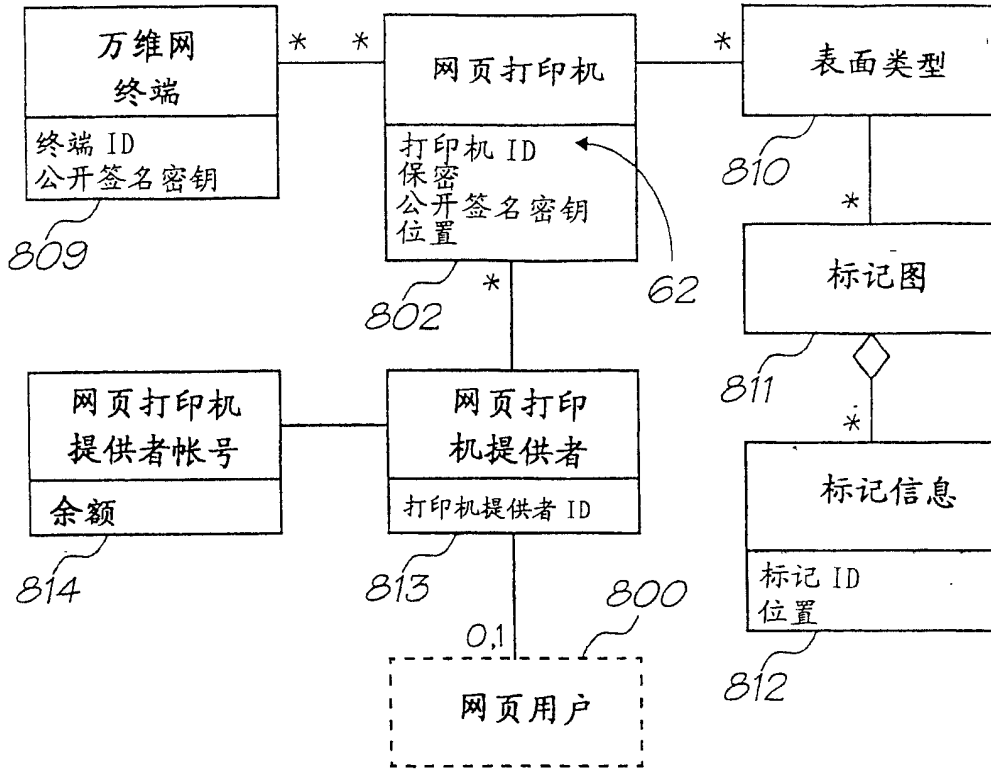 万维网
终端
终端 ID
公开签名密钥
809
*
*
网页打印机
打印机 ID
保密
公开签名密钥
位置
802
62
*
*
表面类型
810
*
标记图
811
*
标记信息
标记 ID
位置
812
网页打印机
提供者帐号
余额
814
网页打印
机提供者
打印机提供者 ID
813
800
0,1
网页用户